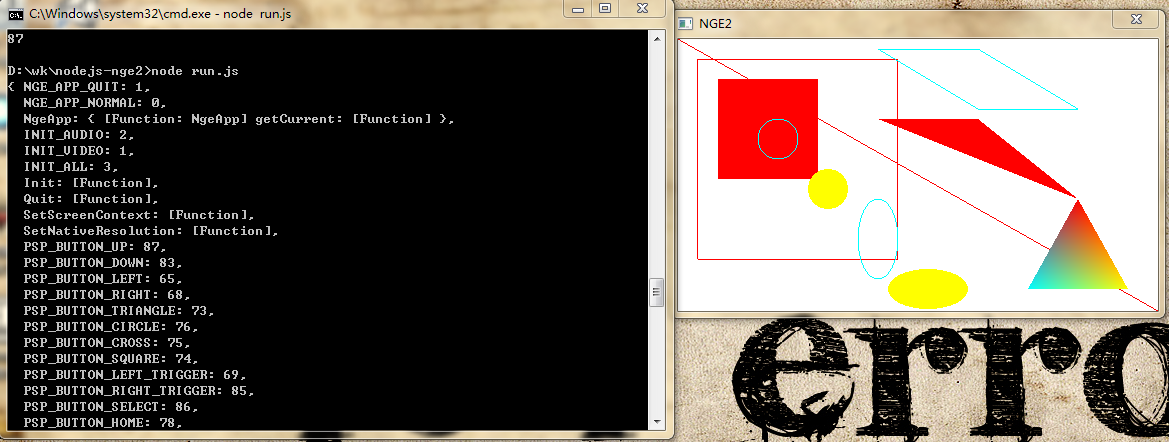 C:\Windows\system32\cmd.exe - node run.js
87
D:\wk\nodejs-nge2>node run.js
{ NGE_APP_QUIT: 1,
NGE_APP_NORMAL: 0,
NgeApp: { [Function: NgeApp] getCurrent: [Function] },
INIT_AUDIO: 2,
INIT_VIDEO: 1,
INIT_ALL: 3,
Init: [Function],
Quit: [Function],
SetScreenContext: [Function],
SetNativeResolution: [Function],
PSP_BUTTON_UP: 87,
PSP_BUTTON_DOWN: 83,
PSP_BUTTON_LEFT: 65,
PSP_BUTTON_RIGHT: 68,
PSP_BUTTON_TRIANGLE: 73,
PSP_BUTTON_CIRCLE: 76,
PSP_BUTTON_CROSS: 75,
PSP_BUTTON_SQUARE: 74,
PSP_BUTTON_LEFT_TRIGGER: 69,
PSP_BUTTON_RIGHT_TRIGGER: 85,
PSP_BUTTON_SELECT: 86,
PSP_BUTTON_HOME: 78,
NGE2
erro